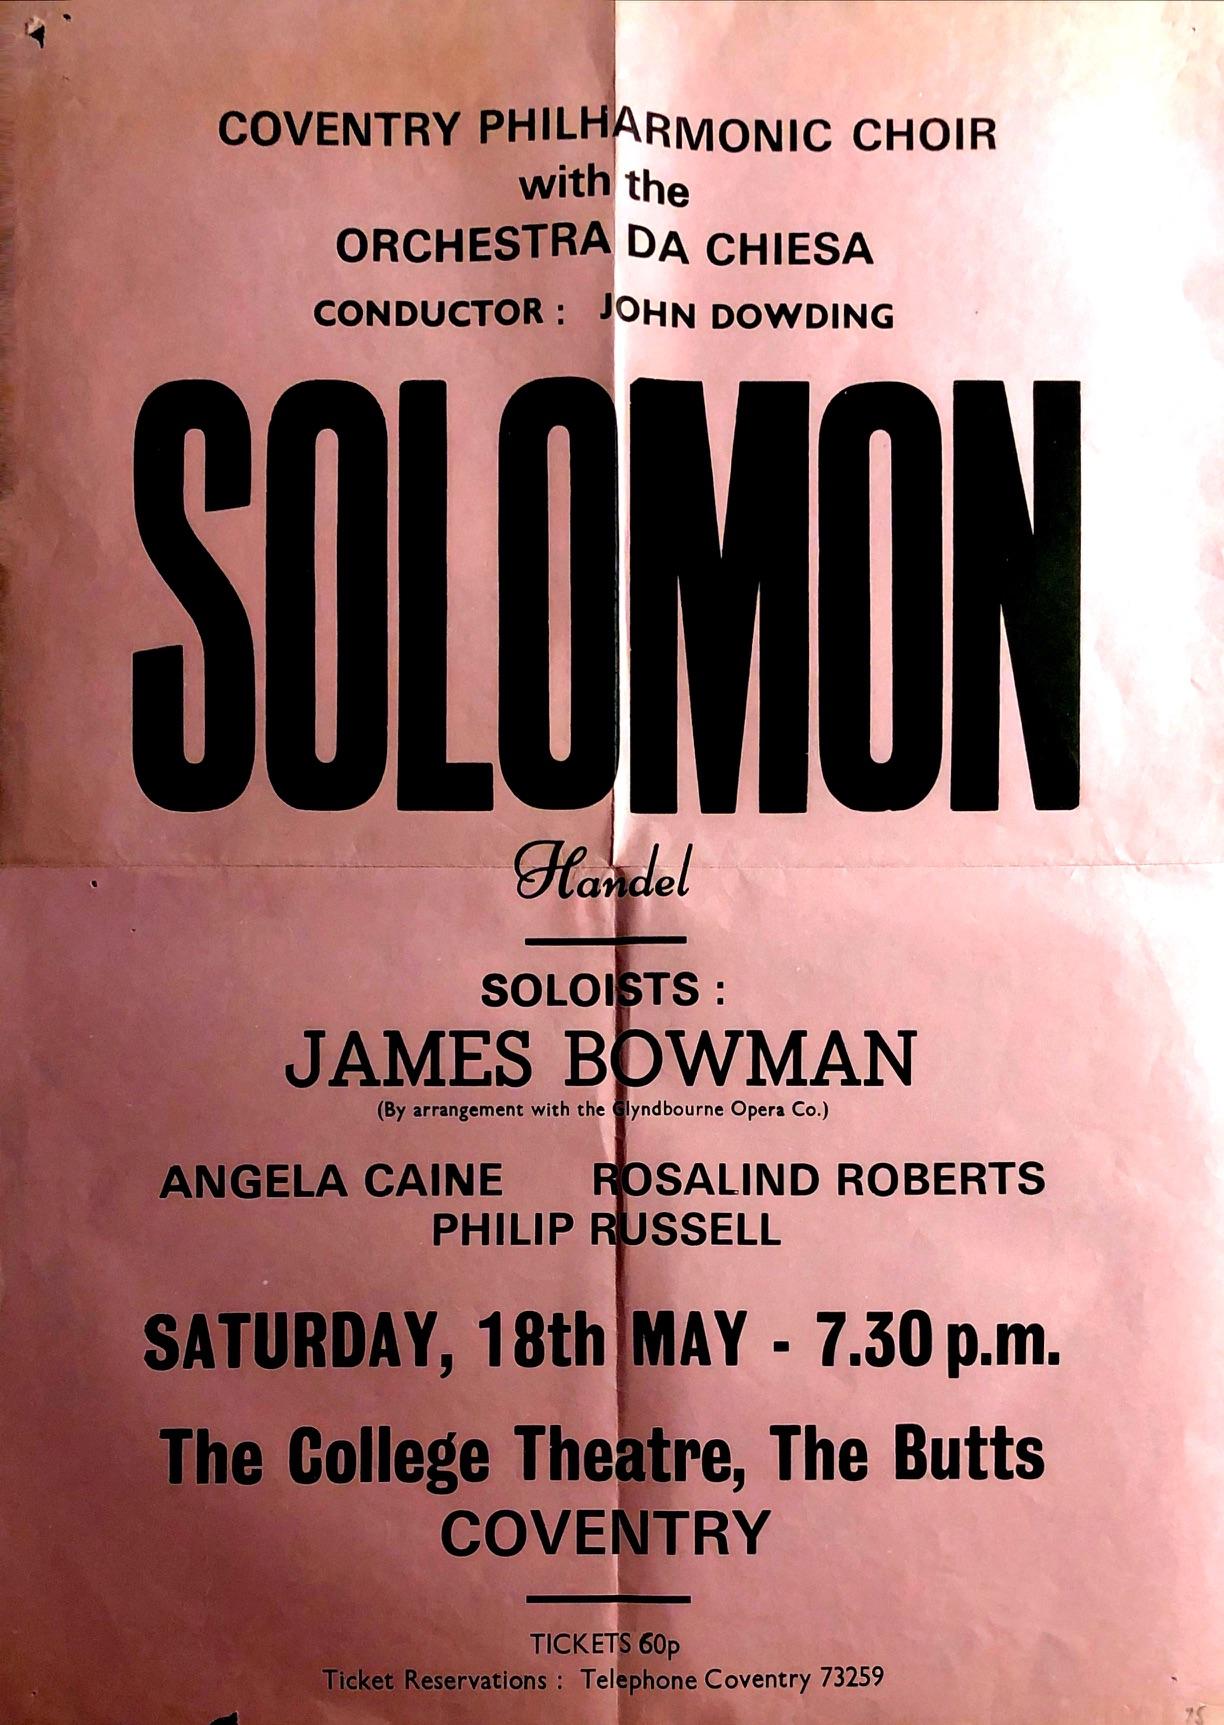 COVENTRY PHILHARMONIC CHOIR
with the
ORCHESTRA DA CHIESA
CONDUCTOR : JOHN DOWDING
SOLOMON
Handel
SOLOISTS :
JAMES BOWMAN
(By arrangement with the Glyndbourne Opera Co.)
ANGELA CAINE ROSALIND ROBERTS
PHILIP RUSSELL
SATURDAY, 18th MAY - 7.30 p.m.
The College Theatre, The Butts
COVENTRY
TICKETS 60p
Ticket Reservations : Telephone Coventry 73259